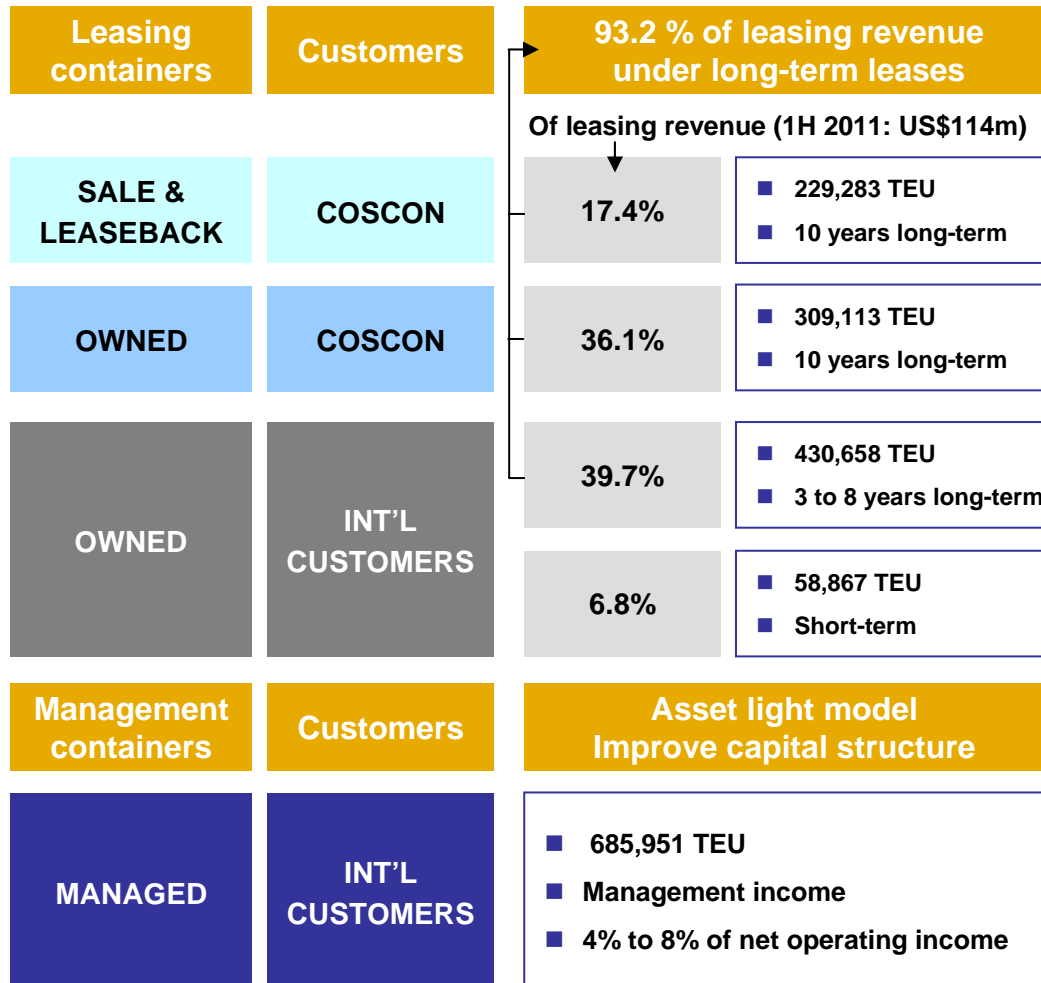 Leasing
containers
Customers
93.2 % of leasing revenue
under long-term leases
Of leasing revenue (1H 2011: US$114m)
SALE &
LEASEBACK
COSCON
17.4%
229,283 TEU
10 years long-term
OWNED
COSCON
36.1%
309,113 TEU
10 years long-term
OWNED
INT’L
CUSTOMERS
39.7%
430,658 TEU
3 to 8 years long-term
6.8%
58,867 TEU
Short-term
Management
containers
Customers
Asset light model
Improve capital structure
MANAGED
INT’L
CUSTOMERS
685,951 TEU
Management income
4% to 8% of net operating income